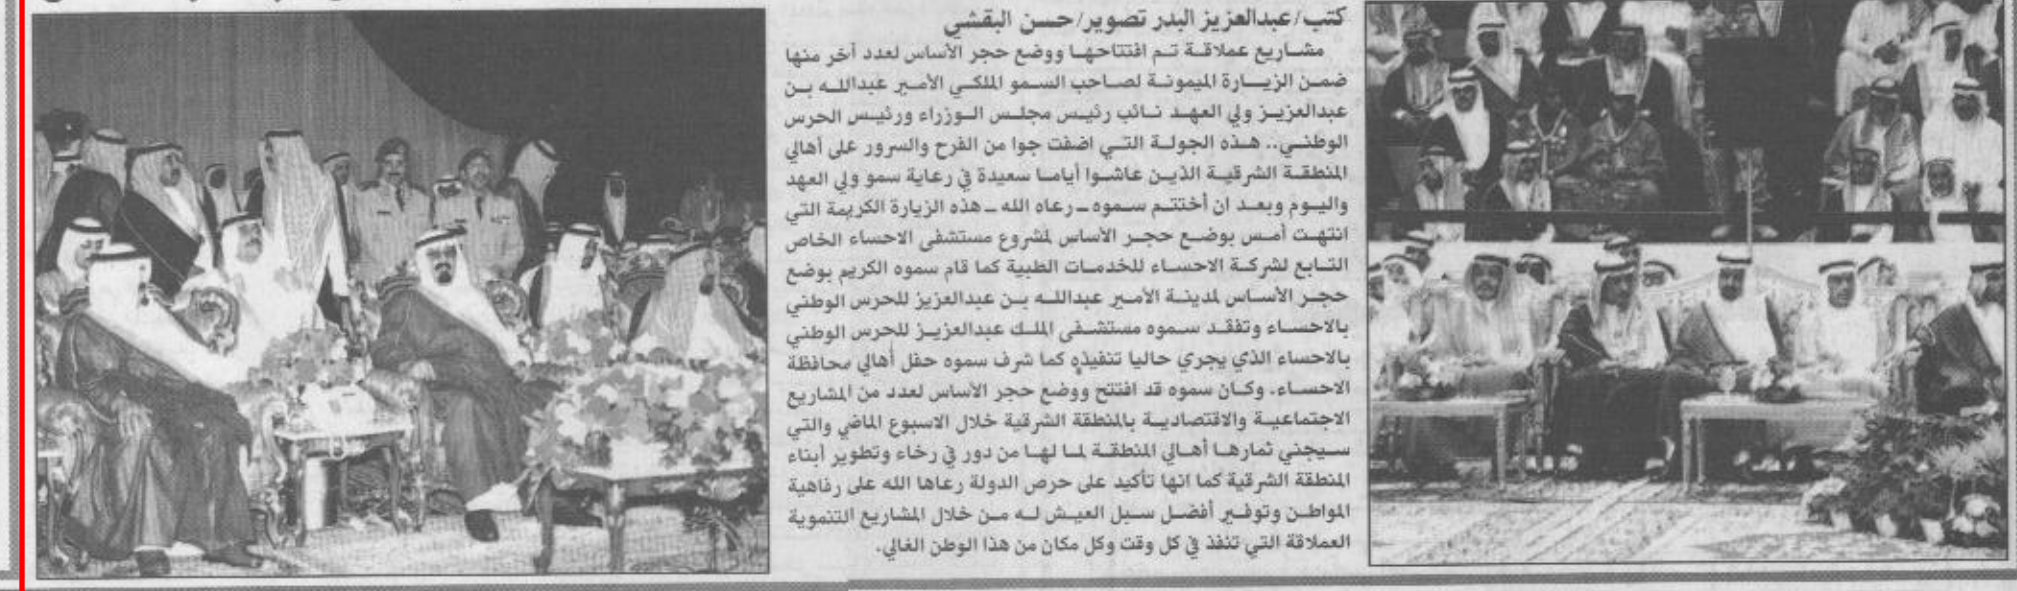 كتب/عبدالعزيز البدر تصوير/حسن البقشي
مشاريع عملاقة تم افتتاحها ووضع حجر الأساس لعدد آخر منها
ضمن الزيارة الميمونة لصاحب السمو الملكي الأمير عبدالله بن
عبدالعزيز ولي العهد نائب رئيس مجلس الوزراء ورئيس الحرس
الوطني.. هذه الجولة التي اضفت جوا من الفرح والسرور على أهالي
المنطقة الشرقية الذين عاشوا أياما سعيدة في رعاية سمو ولي العهد
واليوم وبعد ان أختتم سموه ـ رعاه الله ـ هذه الزيارة الكريمة التي
انتهت أمس بوضع حجر الأساس لمشروع مستشفى الاحساء الخاص
التابع لشركة الاحساء للخدمات الطبية كما قام سموه الكريم بوضع
حجر الأساس لمدينة الأمير عبدالله بن عبدالعزيز للحرس الوطني
بالاحساء وتفقد سموه مستشفى الملك عبدالعزيز للحرس الوطني
بالاحساء الذي يجري حاليا تنفيذه كما شرف سموه حفل أهالي محافظة
الاحساء. وكان سموه قد افتتح ووضع حجر الأساس لعدد من المشاريع
الاجتماعية والاقتصادية بالمنطقة الشرقية خلال الاسبوع الماضي والتي
سيجني ثمارها أهالي المنطقة لما لها من دور في رخاء وتطوير أبناء
المنطقة الشرقية كما انها تأكيد على حرص الدولة رعاها الله على رفاهية
المواطن وتوفير أفضل سبل العيش له من خلال المشاريع التنموية
العملاقة التي تنفذ في كل وقت وكل مكان من هذا الوطن الغالي.